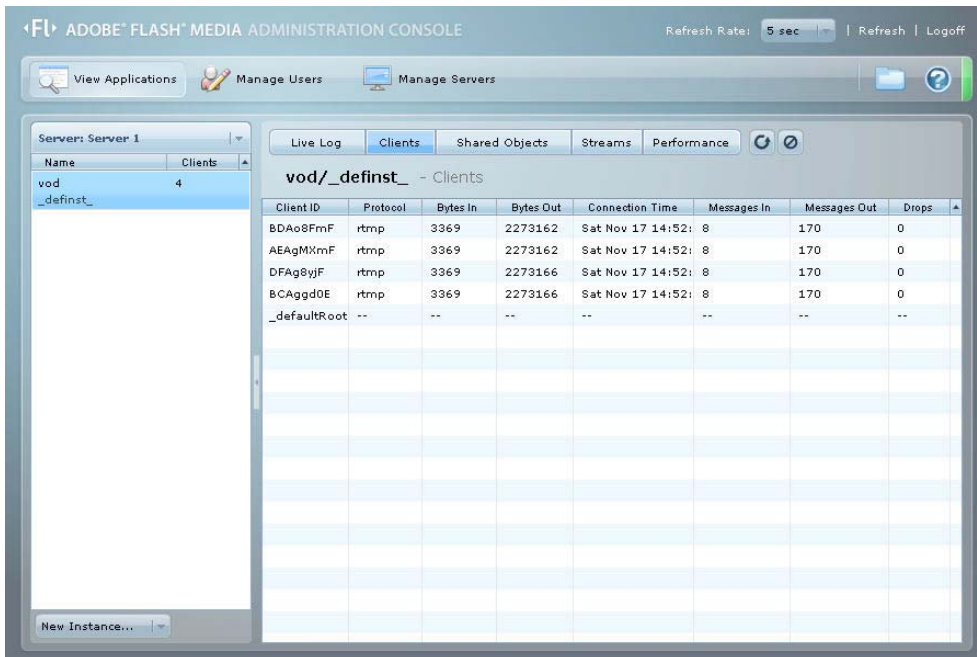 ADOBE® FLASH® MEDIA ADMINISTRATION CONSOLE Refresh Rate: 5 sec | Refresh | Logoff
View Applications Manage Users Manage Servers
Server: Server 1
Name Clients
vod 4
_definst_
New Instance...
Live Log Clients Shared Objects Streams Performance
vod/_definst_ - Clients
Client ID Protocol Bytes In Bytes Out Connection Time Messages In Messages Out Drops
BDAo8FmF rtmp 3369 2273162 Sat Nov 17 14:52: 8 170 0
AEAgMXmF rtmp 3369 2273162 Sat Nov 17 14:52: 8 170 0
DFAg8yjF rtmp 3369 2273166 Sat Nov 17 14:52: 8 170 0
BCAggd0E rtmp 3369 2273166 Sat Nov 17 14:52: 8 170 0
_defaultRoot -- -- -- -- -- -- --